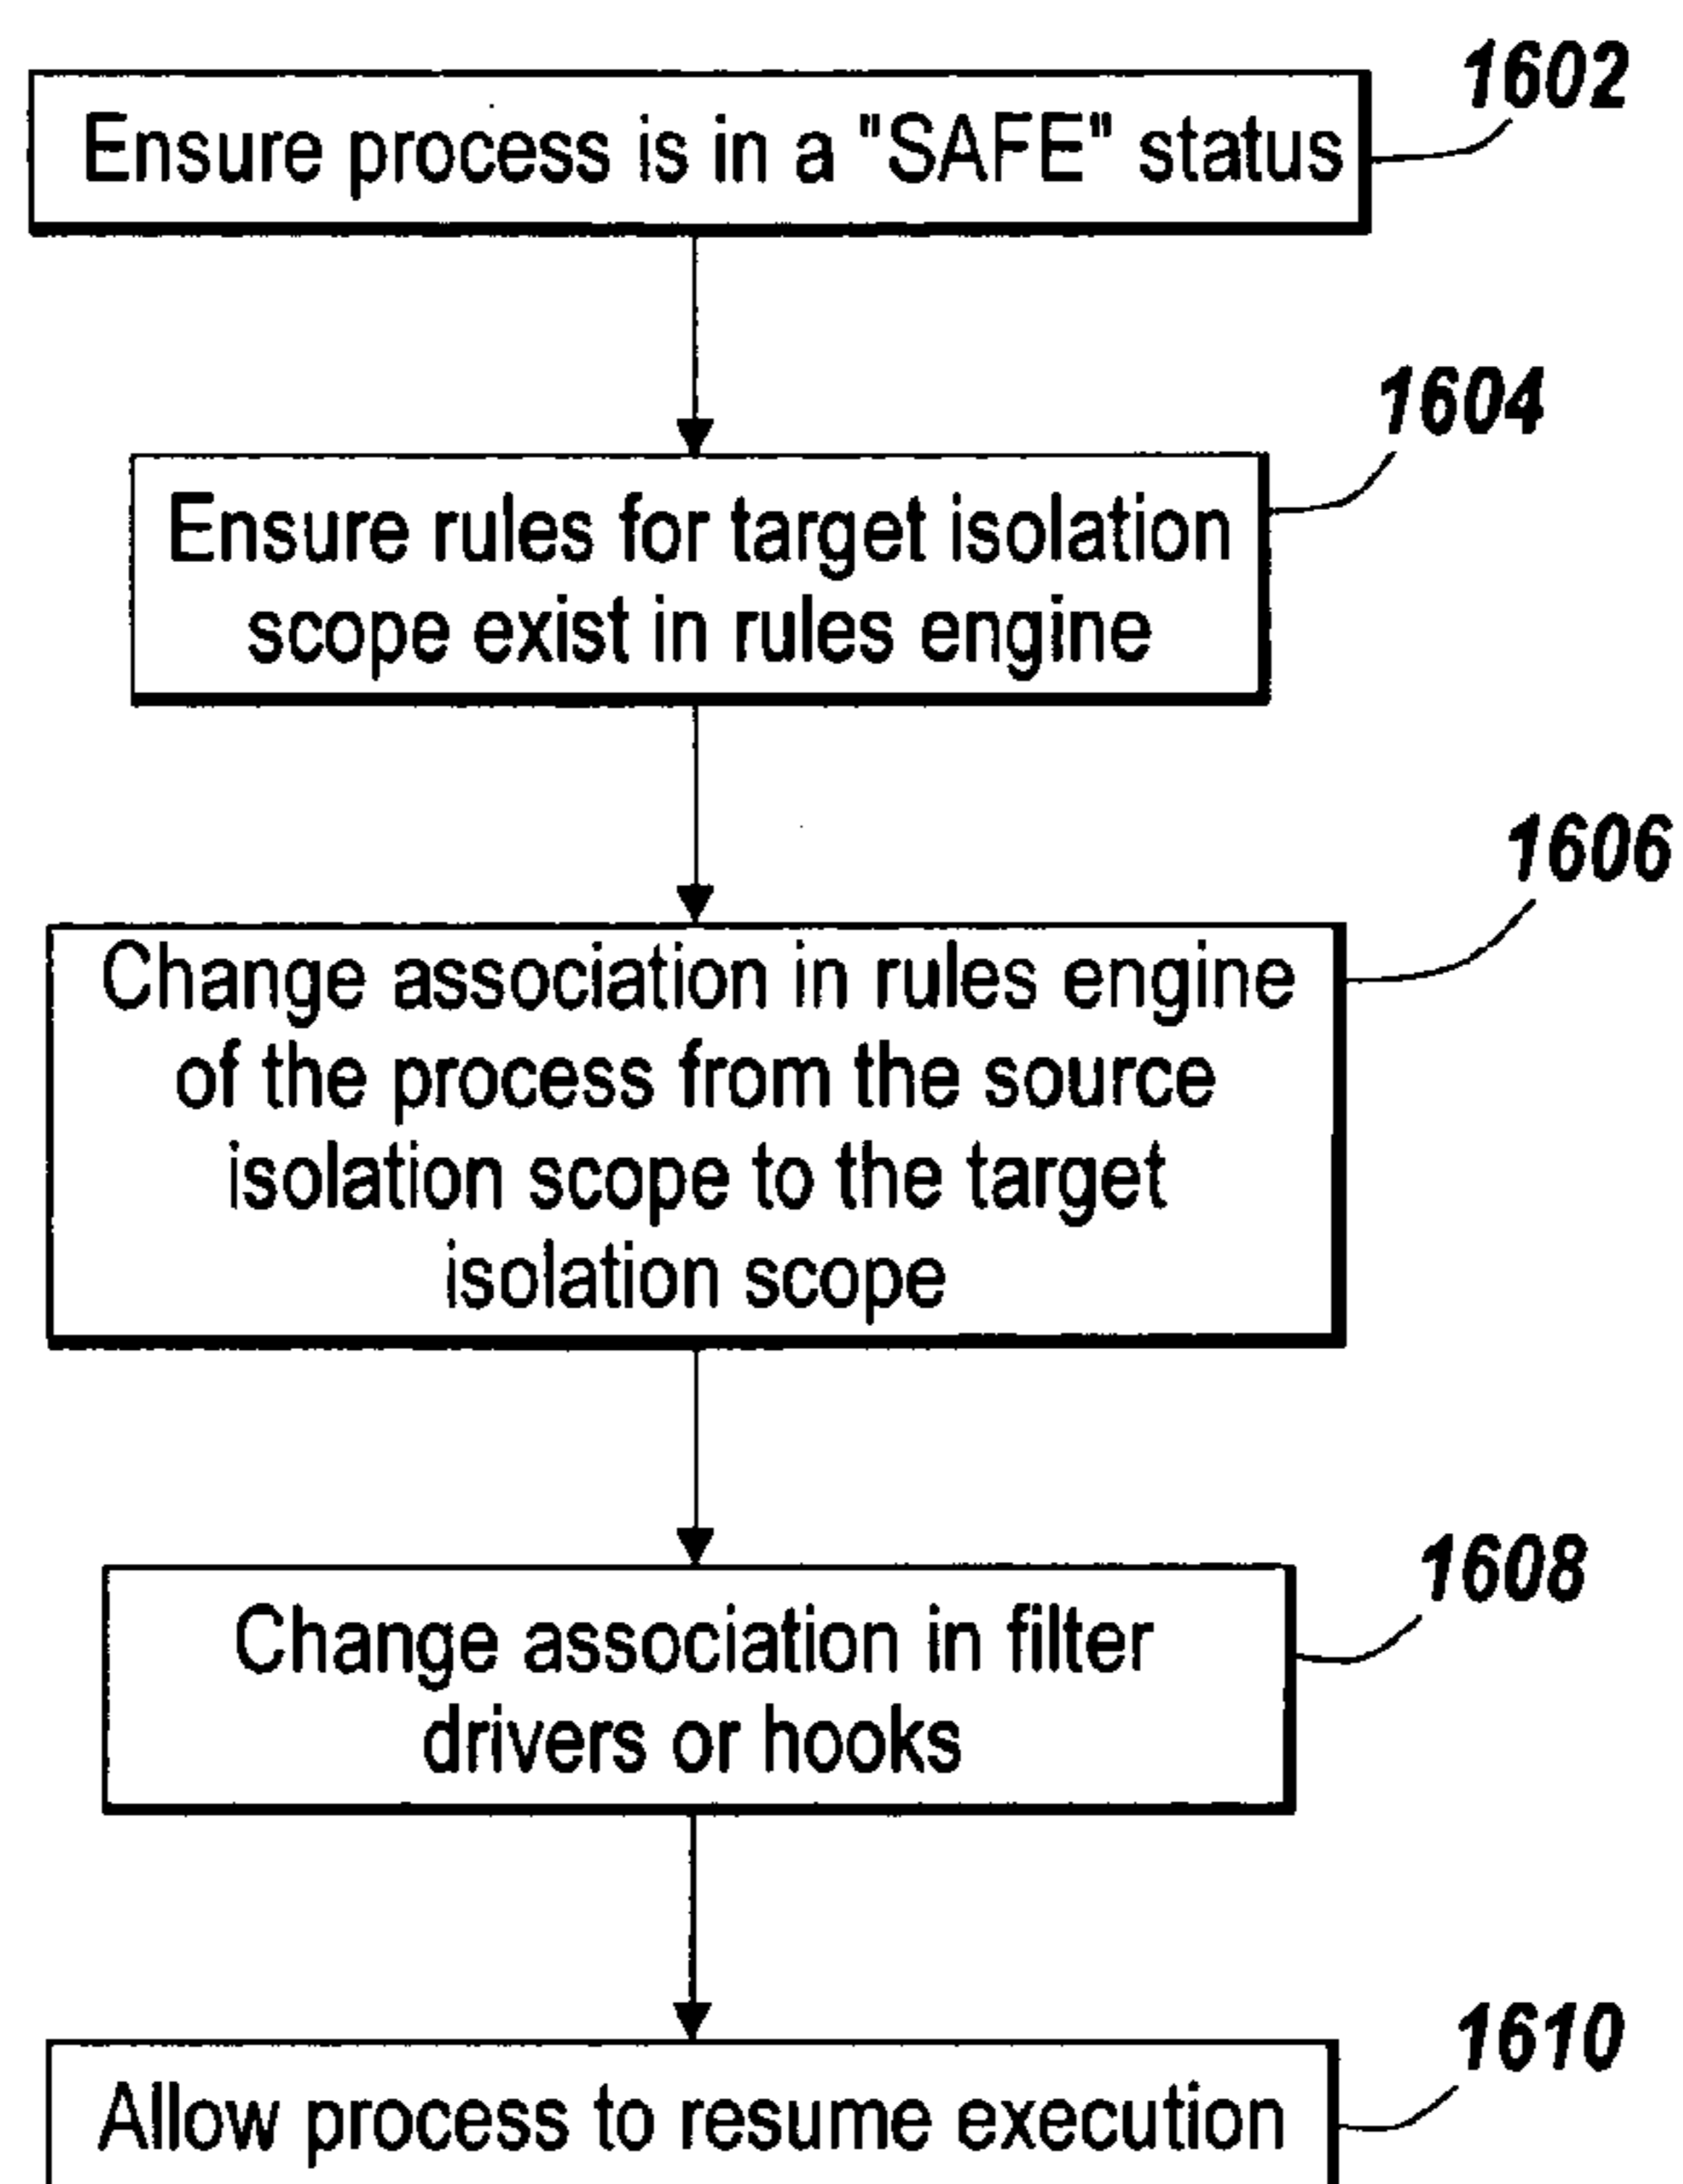 1602
Ensure process is in a "SAFE" status
1604
Ensure rules for target isolation
scope exist in rules engine
1606
Change association in rules engine
of the process from the source
isolation scope to the target
isolation scope
1608
Change association in filter
drivers or hooks
1610
Allow process to resume execution